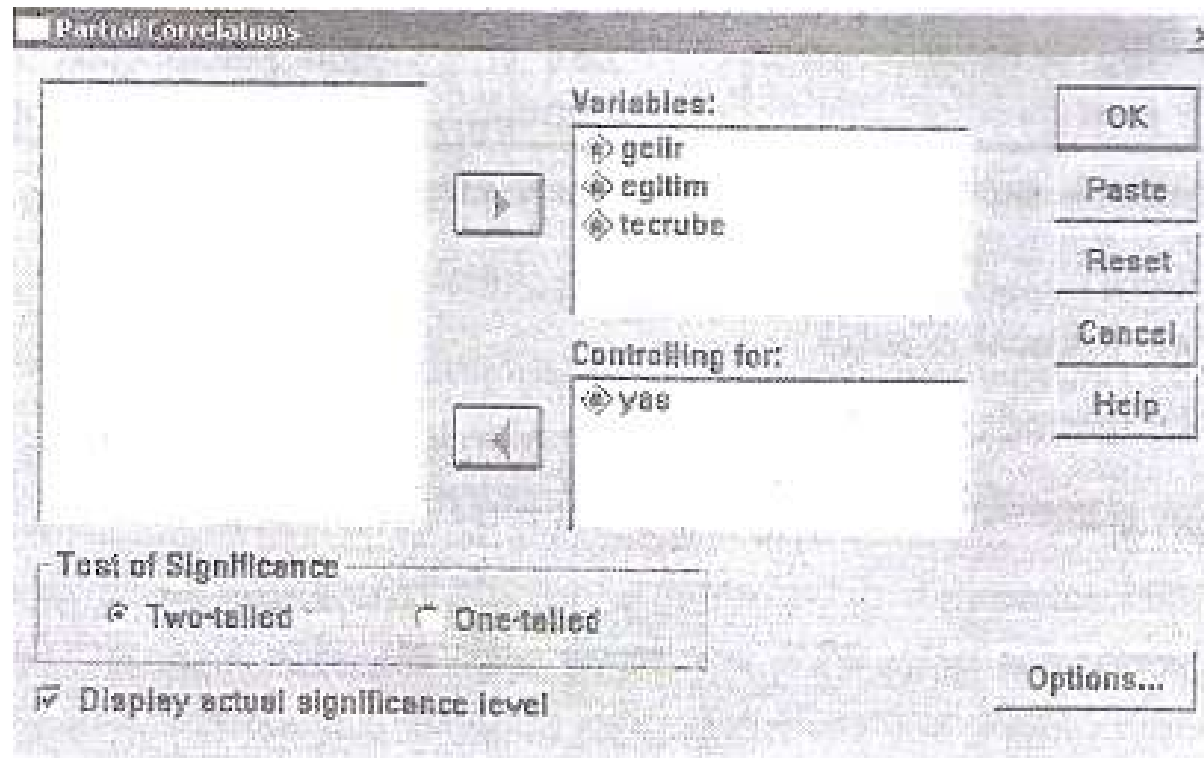 Partial Correlations
Variables:
gelir
egitim
tecrube
Controlling for:
yas
OK
Paste
Reset
Cancel
Help
Test of Significance
Two-tailed
One-tailed
Display actual significance level
Options...